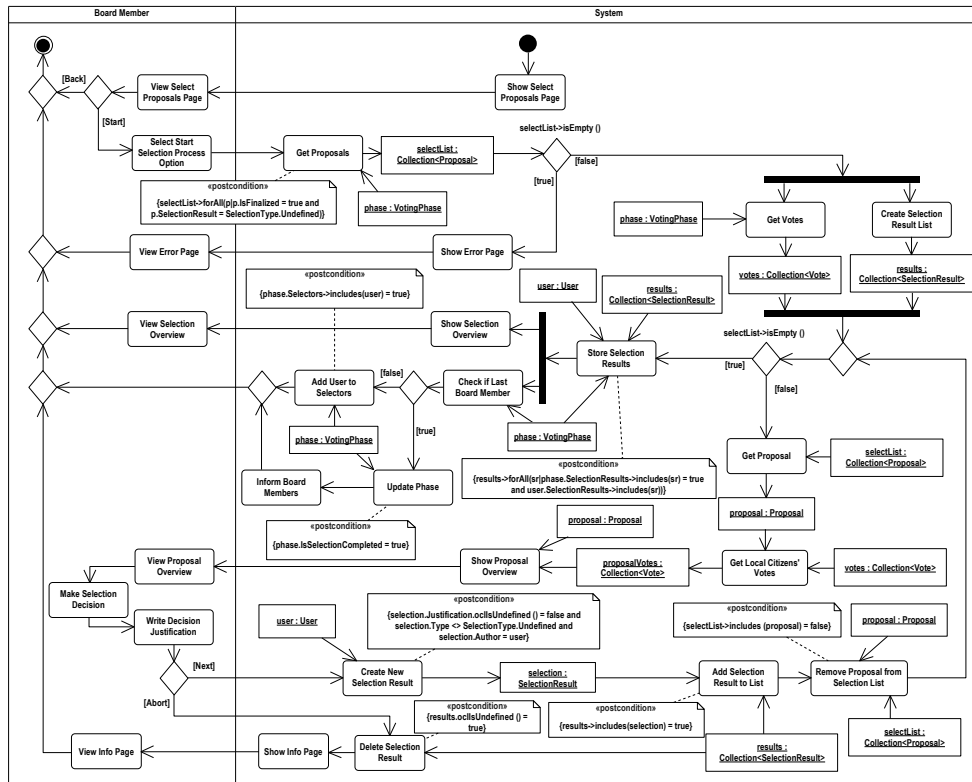 Board Member
System
[Back]
View Select
Proposals Page
Show Select
Proposals Page
[Start]
Select Start
Selection Process
Option
Get Proposals
selectList :
Collection<Proposal>
selectList->isEmpty ()
[false]
[true]
«postcondition»
{selectList->forAll(p|p.IsFinalized = true and
p.SelectionResult = SelectionType.Undefined)}
phase : VotingPhase
phase : VotingPhase
Get Votes
Create Selection
Result List
View Error Page
Show Error Page
votes : Collection<Vote>
results :
Collection<SelectionResult>
«postcondition»
{phase.Selectors->includes(user) = true}
user : User
results :
Collection<SelectionResult>
View Selection
Overview
Show Selection
Overview
Store Selection
Results
selectList->isEmpty ()
[true]
[false]
Add User to
Selectors
[false]
Check if Last
Board Member
[true]
phase : VotingPhase
phase : VotingPhase
Get Proposal
selectList :
Collection<Proposal>
Inform Board
Members
Update Phase
«postcondition»
{results->forAll(sr|phase.SelectionResults->includes(sr) = true
and user.SelectionResults->includes(sr))}
proposal : Proposal
«postcondition»
{phase.IsSelectionCompleted = true}
proposal : Proposal
View Proposal
Overview
Show Proposal
Overview
proposalVotes :
Collection<Vote>
Get Local Citizens'
Votes
votes : Collection<Vote>
Make Selection
Decision
Write Decision
Justification
user : User
«postcondition»
{selection.Justification.oclIsUndefined () = false and
selection.Type <> SelectionType.Undefined and
selection.Author = user}
«postcondition»
{selectList->includes (proposal) = false}
proposal : Proposal
[Next]
Create New
Selection Result
selection :
SelectionResult
Add Selection
Result to List
Remove Proposal from
Selection List
[Abort]
«postcondition»
{results.oclIsUndefined () =
true}
«postcondition»
{results->includes(selection) = true}
View Info Page
Show Info Page
Delete Selection
Result
results :
Collection<SelectionResult>
selectList :
Collection<Proposal>